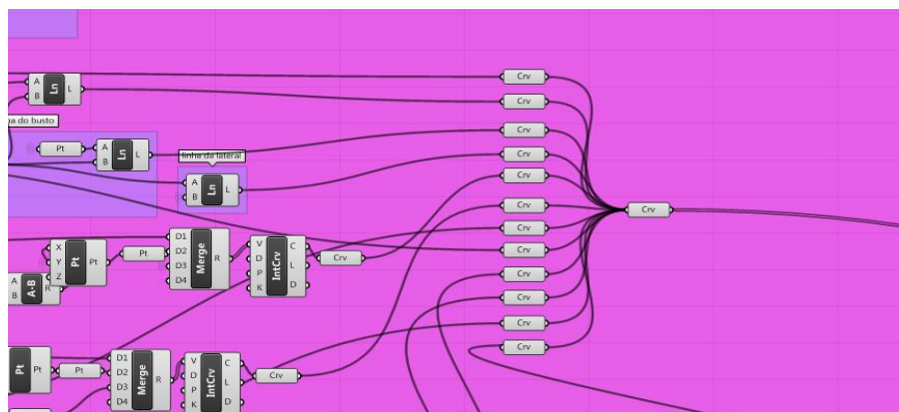 A
B
Ln
L
na do busto
Pt
A
B
Ln
L
linha da lateral
A
B
Ln
L
X
Y
Z
Pt
Pt
Pt
D1
D2
D3
D4
Merge
R
V
D
P
K
IntCrv
C
L
D
Crv
A
B
A-B
R
Pt
Pt
Pt
D1
D2
D3
D4
Merge
R
V
D
P
K
IntCrv
C
L
D
Crv
Crv
Crv
Crv
Crv
Crv
Crv
Crv
Crv
Crv
Crv
Crv
Crv
Crv